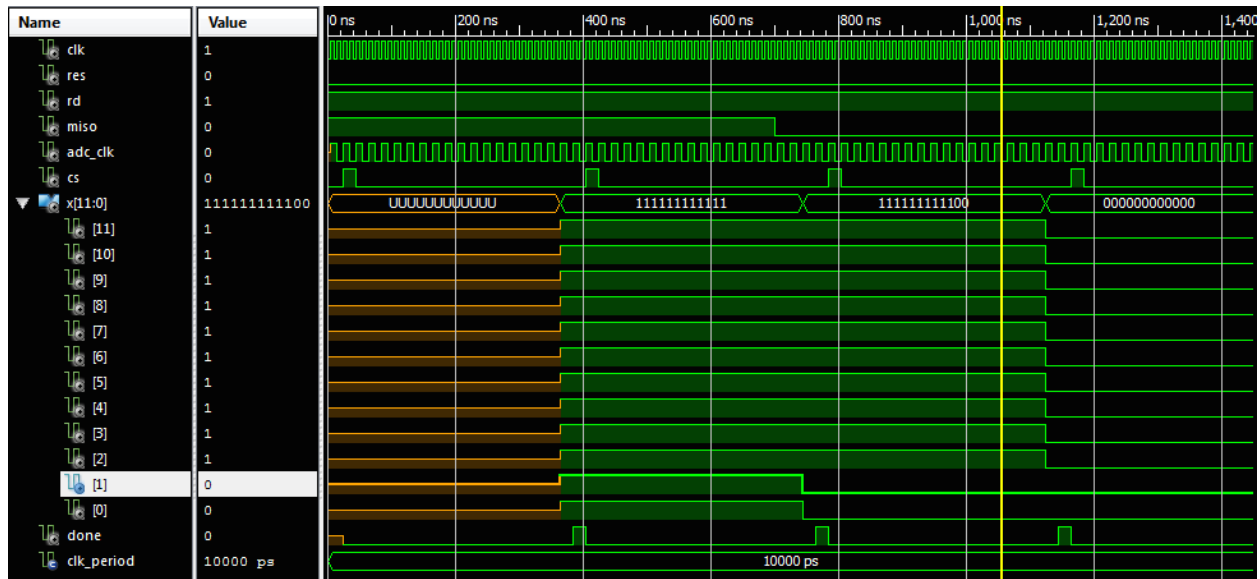 Name Value 0 ns 200 ns 400 ns 600 ns 800 ns 1,000 ns 1,200 ns 1,400
clk 1
res 0
rd 1
miso 0
adc_clk 0
cs 0
x[11:0] 111111111100 UUUUUUUUUUUU 111111111111 111111111100 000000000000
[11] 1
[10] 1
[9] 1
[8] 1
[7] 1
[6] 1
[5] 1
[4] 1
[3] 1
[2] 1
[1] 0
[0] 0
done 0
clk_period 10000 ps 10000 ps